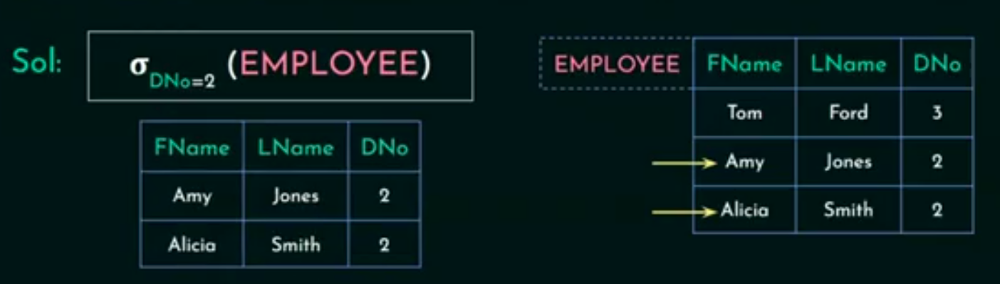 Sol: σ DNo=2 (EMPLOYEE)
FName LName DNo
Amy Jones 2
Alicia Smith 2
EMPLOYEE FName LName DNo
Tom Ford 3
Amy Jones 2
Alicia Smith 2